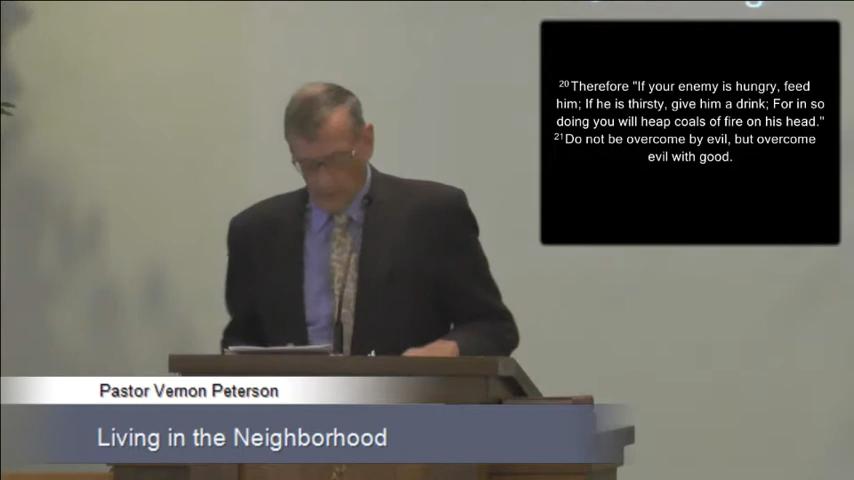 20Therefore "If your enemy is hungry, feed
him; If he is thirsty, give him a drink; For in so
doing you will heap coals of fire on his head."
21Do not be overcome by evil, but overcome
evil with good.
Pastor Vernon Peterson
Living in the Neighborhood